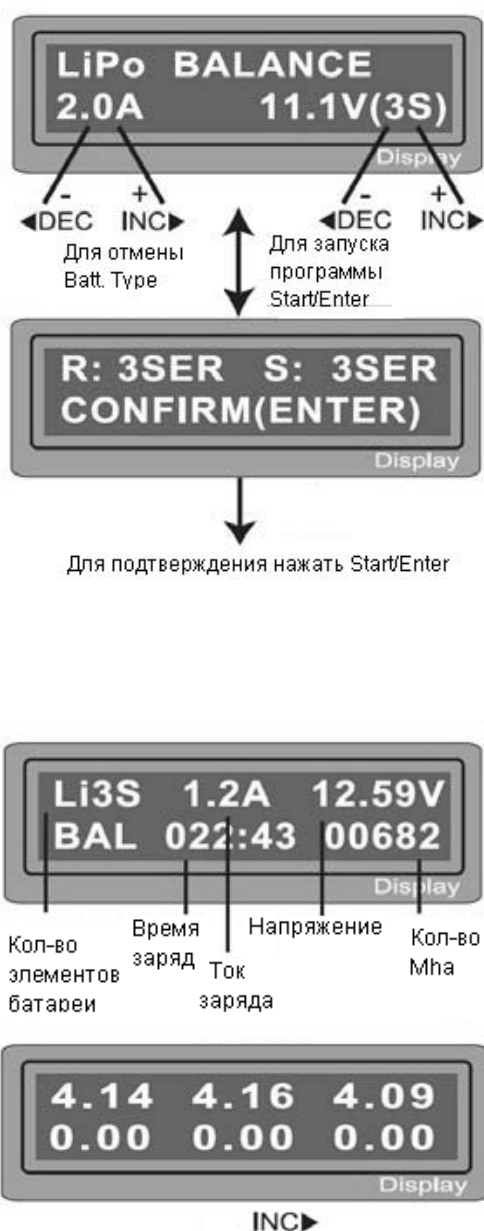 LiPo BALANCE
2.0A 11.1V(3S)
Display
- + - +
◀DEC INC▶ ◀DEC INC▶
Для отмены
Batt. Type
Для запуска
программы
Start/Enter
R: 3SER S: 3SER
CONFIRM(ENTER)
Display
Для подтверждения нажать Start/Enter
Li3S 1.2A 12.59V
BAL 022:43 00682
Display
Кол-во
элементов
батареи
Время
заряд
Ток
заряда
Напряжение
Кол-во
Mha
4.14 4.16 4.09
0.00 0.00 0.00
Display
INC▶